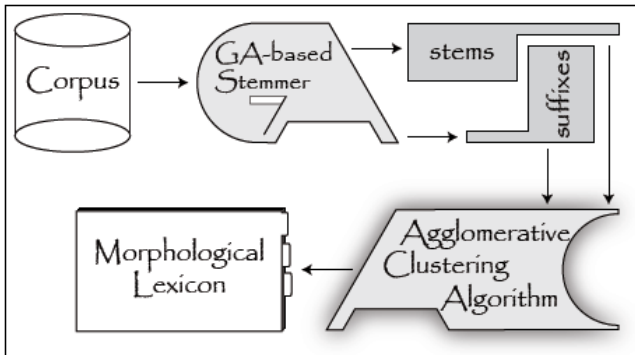 Corpus
GA-based
Stemmer
stems
suffixes
Agglomerative
Clustering
Algorithm
Morphological
Lexicon